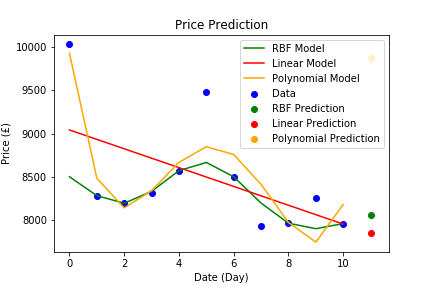 Price Prediction
10000
9500
9000
8500
8000
Price (£)
RBF Model
Linear Model
Polynomial Model
Data
RBF Prediction
Linear Prediction
Polynomial Prediction
0
2
4
6
8
10
Date (Day)